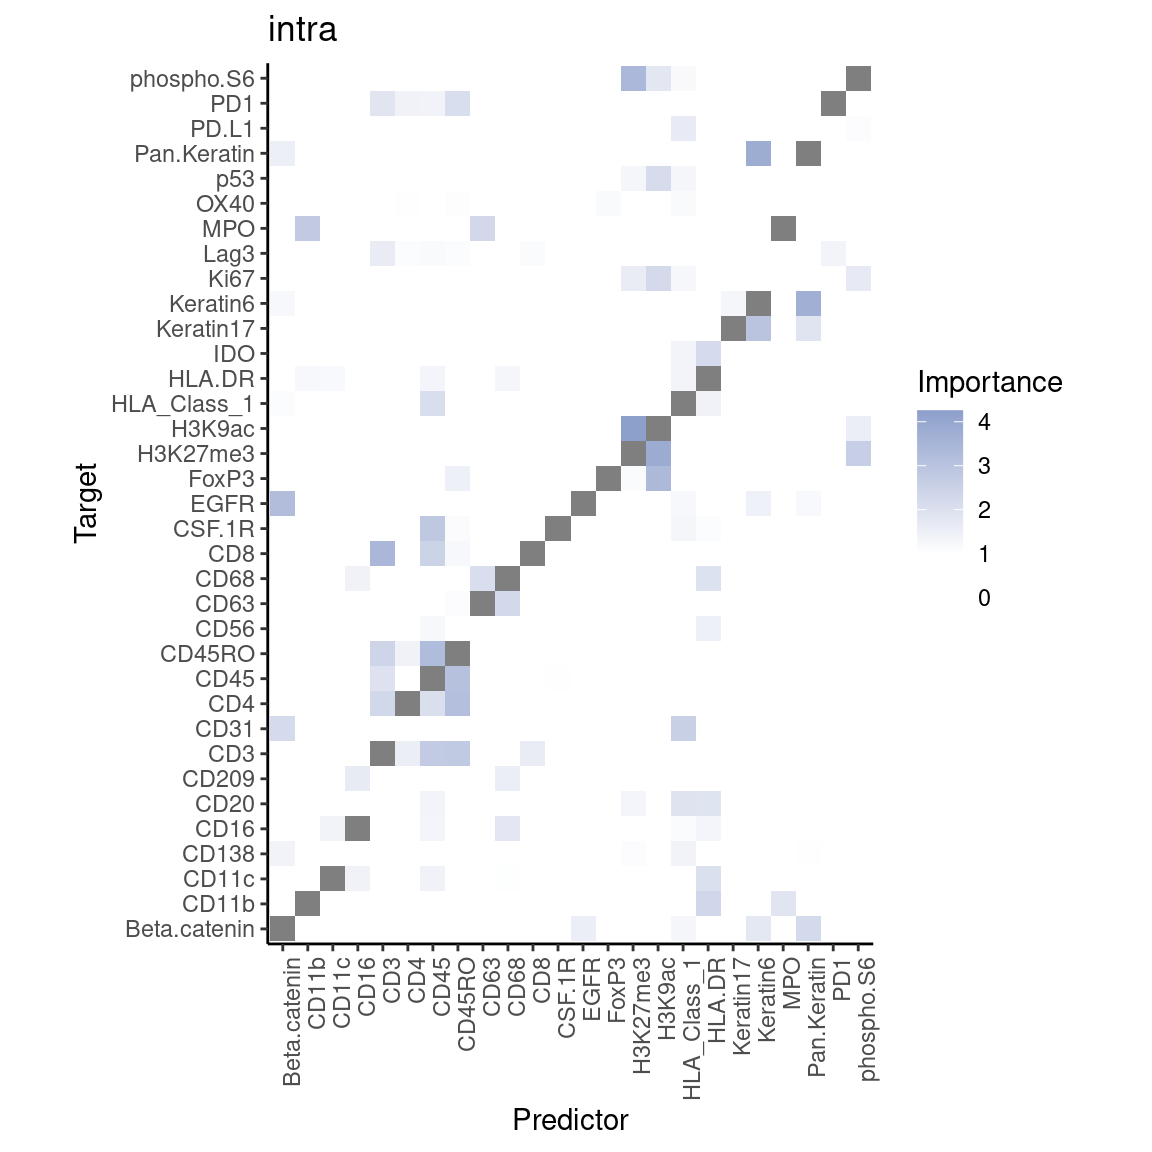 intra
phospho.S6
PD1
PD.L1
Pan.Keratin
p53
OX40
MPO
Lag3
Ki67
Keratin6
Keratin17
IDO
HLA.DR
HLA_Class_1
H3K9ac
H3K27me3
FoxP3
EGFR
CSF.1R
CD8
CD68
CD63
CD56
CD45RO
CD45
CD4
CD31
CD3
CD209
CD20
CD16
CD138
CD11c
CD11b
Beta.catenin
Target
Beta.catenin
CD11b
CD11c
CD16
CD3
CD4
CD45
CD45RO
CD63
CD68
CD8
CSF.1R
EGFR
FoxP3
H3K27me3
H3K9ac
HLA_Class_1
HLA.DR
Keratin17
Keratin6
MPO
Pan.Keratin
PD1
phospho.S6
Predictor
Importance
4
3
2
1
0